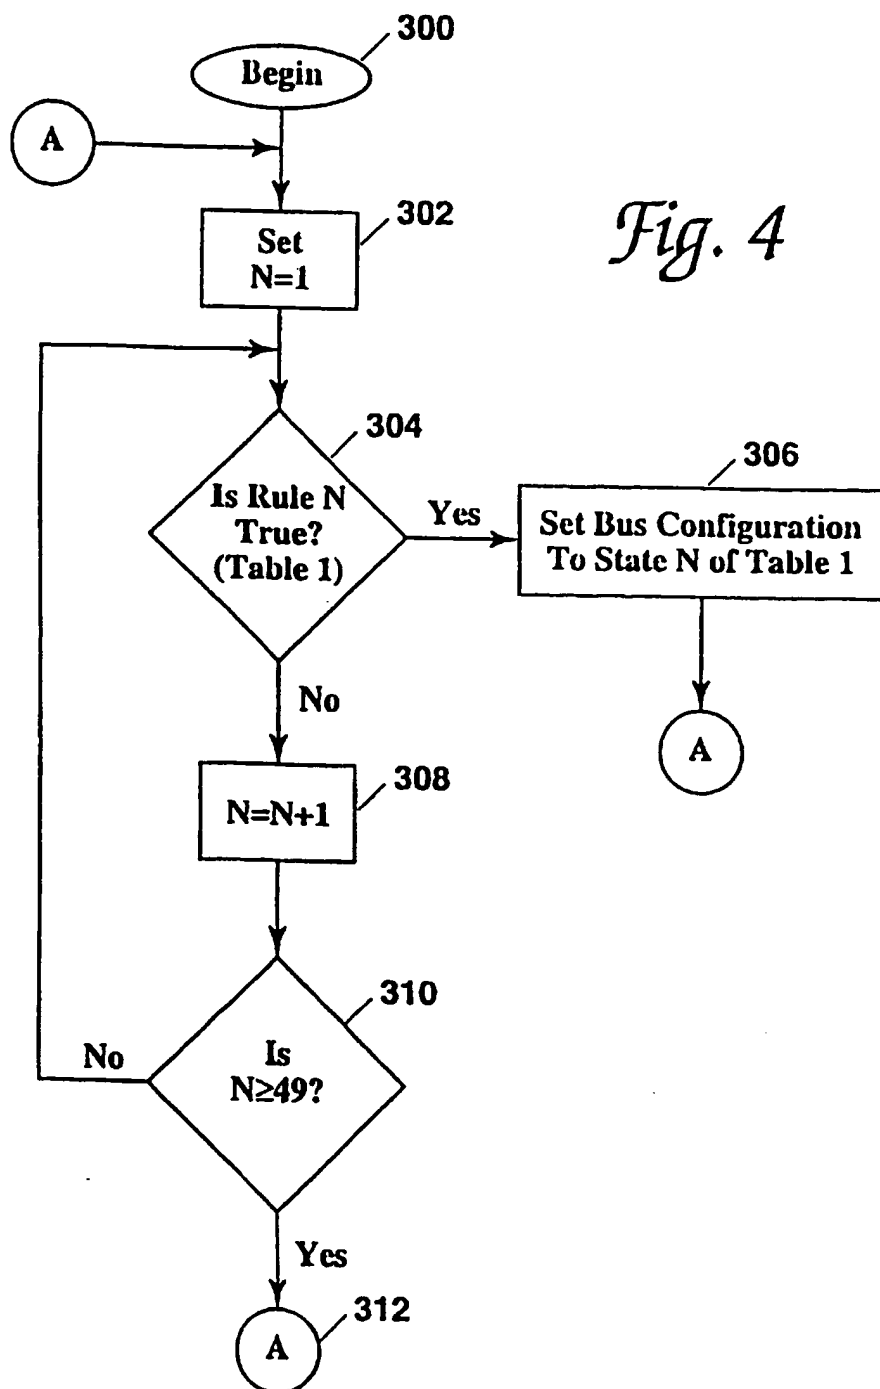 300
Begin
A
302
Set
N=1
Fig. 4
304
Is Rule N
True?
(Table 1)
Yes
306
Set Bus Configuration
To State N of Table 1
A
No
308
N=N+1
310
Is
N≥49?
No
Yes
312
A